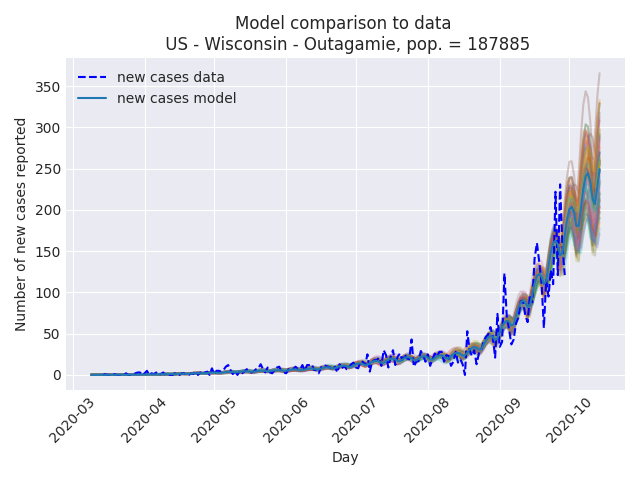 Model comparison to data
US - Wisconsin - Outagamie, pop. = 187885
new cases data
new cases model
Number of new cases reported
350
300
250
200
150
100
50
0
2020-03
2020-04
2020-05
2020-06
2020-07
2020-08
2020-09
2020-10
Day